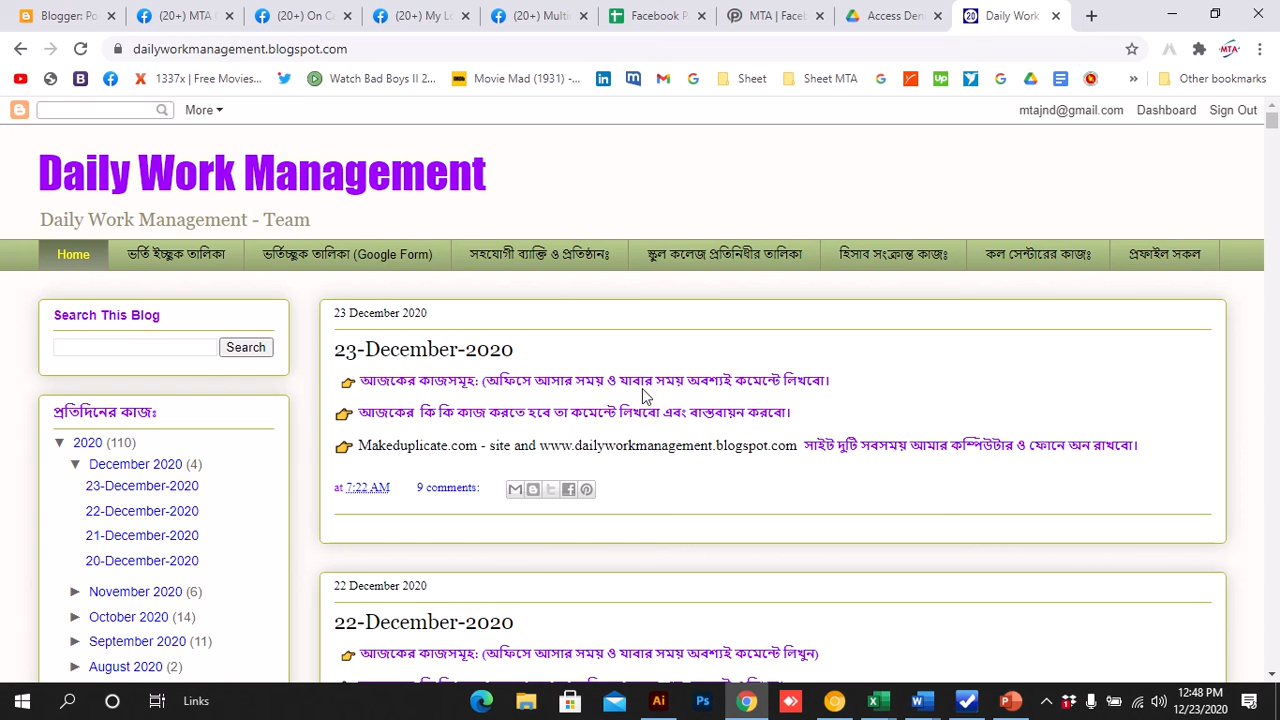 Blogger: Po
(20+) MTA
(20+) On Ca
(20+) My Lo
(20+) Multi
Facebook P
MTA | Facel
Access Den
Daily Work
dailyworkmanagement.blogspot.com
1337x | Free Movies...
Watch Bad Boys II 2...
Movie Mad (1931) -...
Sheet
Sheet MTA
Other bookmarks
More
mtajnd@gmail.com Dashboard Sign Out
Daily Work Management
Daily Work Management - Team
Home
ভর্তি ইচ্ছুক তালিকা
ভর্তিচ্ছুক তালিকা (Google Form)
সহযোগী ব্যাক্তি ও প্রতিষ্ঠানঃ
স্কুল কলেজ প্রতিনিধীর তালিকা
হিসাব সংক্রান্ত কাজঃ
কল সেন্টারের কাজঃ
প্রফাইল সকল
Search This Blog
Search
প্রতিদিনের কাজঃ
2020 (110)
December 2020 (4)
23-December-2020
22-December-2020
21-December-2020
20-December-2020
November 2020 (6)
October 2020 (14)
September 2020 (11)
August 2020 (2)
23 December 2020
23-December-2020
আজকের কাজসমূহ: (অফিসে আসার সময় ও যাবার সময় অবশ্যই কমেন্টে লিখবো।
আজকের কি কি কাজ করতে হবে তা কমেন্টে লিখবো এবং বাস্তবায়ন করবো।
Makeduplicate.com - site and www.dailyworkmanagement.blogspot.com সাইট দুটি সবসময় আমার কম্পিউটার ও ফোনে অন রাখবো।
at 7:22 AM 9 comments:
22 December 2020
22-December-2020
আজকের কাজসমূহ: (অফিসে আসার সময় ও যাবার সময় অবশ্যই কমেন্টে লিখুন)
Links
12:48 PM
12/23/2020